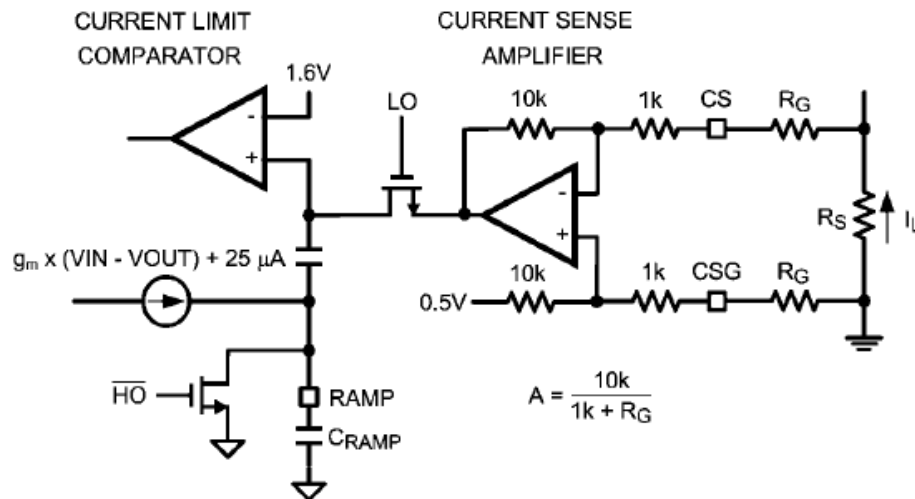 CURRENT LIMIT
COMPARATOR
CURRENT SENSE
AMPLIFIER
1.6V
LO
10k
1k
CS
RG
-
+
-
+
RS
IL
gm x (VIN - VOUT) + 25 µA
10k
1k
CSG
RG
0.5V
HO
RAMP
CRAMP
A = 10k
1k + RG